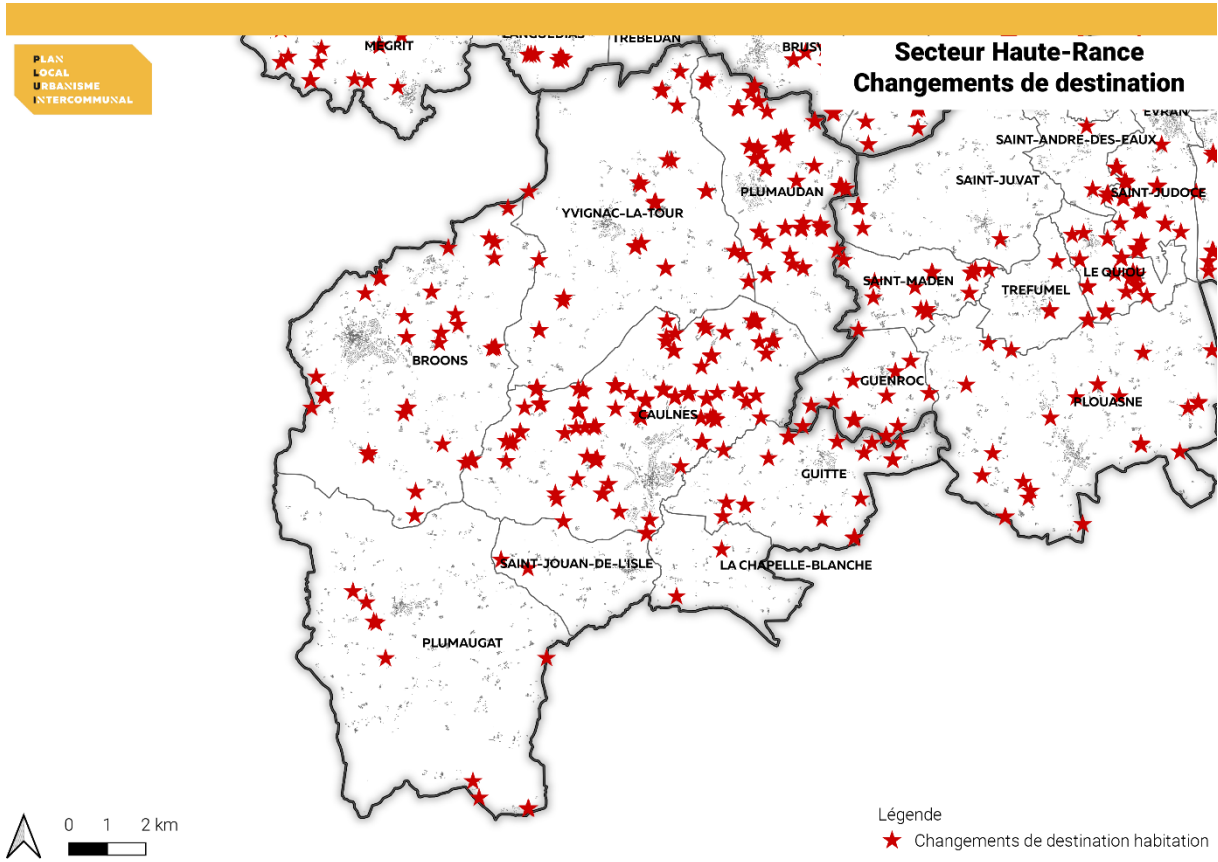 PLAN
LOCAL
URBANISME
INTERCOMMUNAL
Secteur Haute-Rance
Changements de destination
MEGRIT
LANGUEDIAS
TREBEDAN
EVRAN
SAINT-ANDRE-DES-EAUX
SAINT-JUVAT
SAINT-JUDOCE
PLUMAUDAN
YVIGNAC-LA-TOUR
SAINT-MADEN
LE QUIOU
TREFUMEL
BROONS
GUENROC
PLOUASNE
CAULNES
GUITTE
SAINT-JOUAN-DE-L'ISLE
LA CHAPELLE-BLANCHE
PLUMAUGAT
0 1 2 km
Légende
Changements de destination habitation